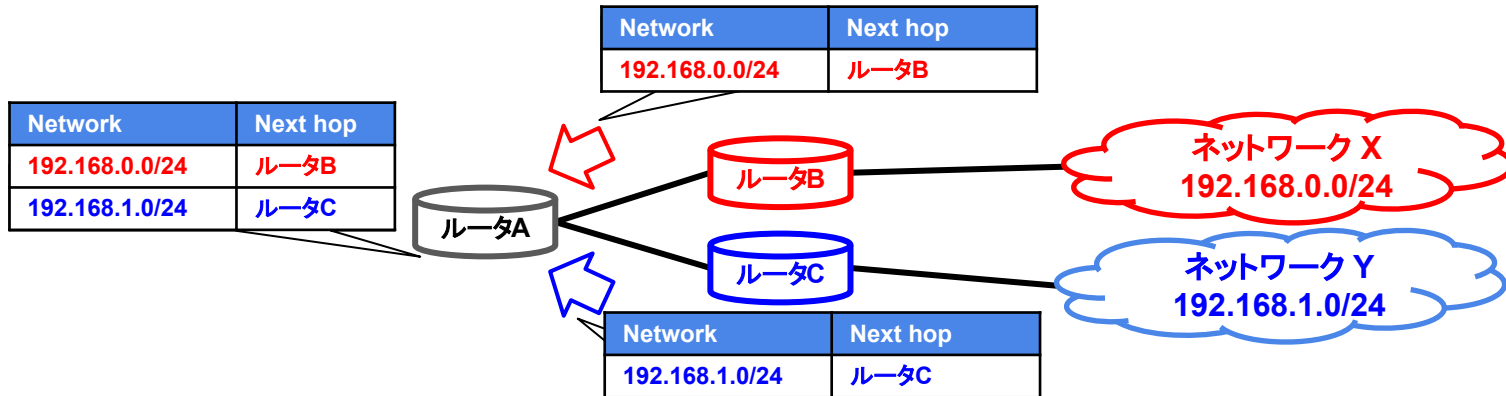 Network Next hop
192.168.0.0/24 ルータB
Network Next hop
192.168.0.0/24 ルータB
192.168.1.0/24 ルータC
ルータA
ルータB
ネットワーク X
192.168.0.0/24
ルータC
ネットワーク Y
192.168.1.0/24
Network Next hop
192.168.1.0/24 ルータC